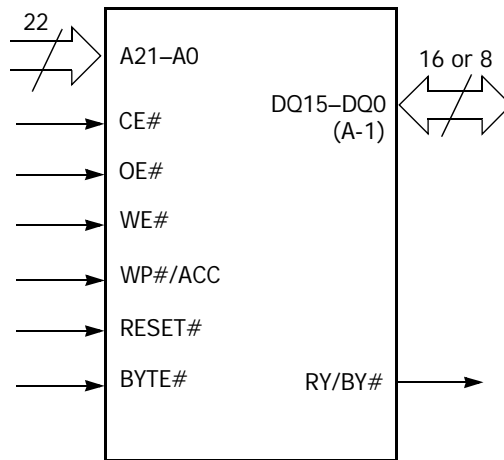 22
A21–A0
16 or 8
DQ15–DQ0
(A-1)
CE#
OE#
WE#
WP#/ACC
RESET#
BYTE#
RY/BY#